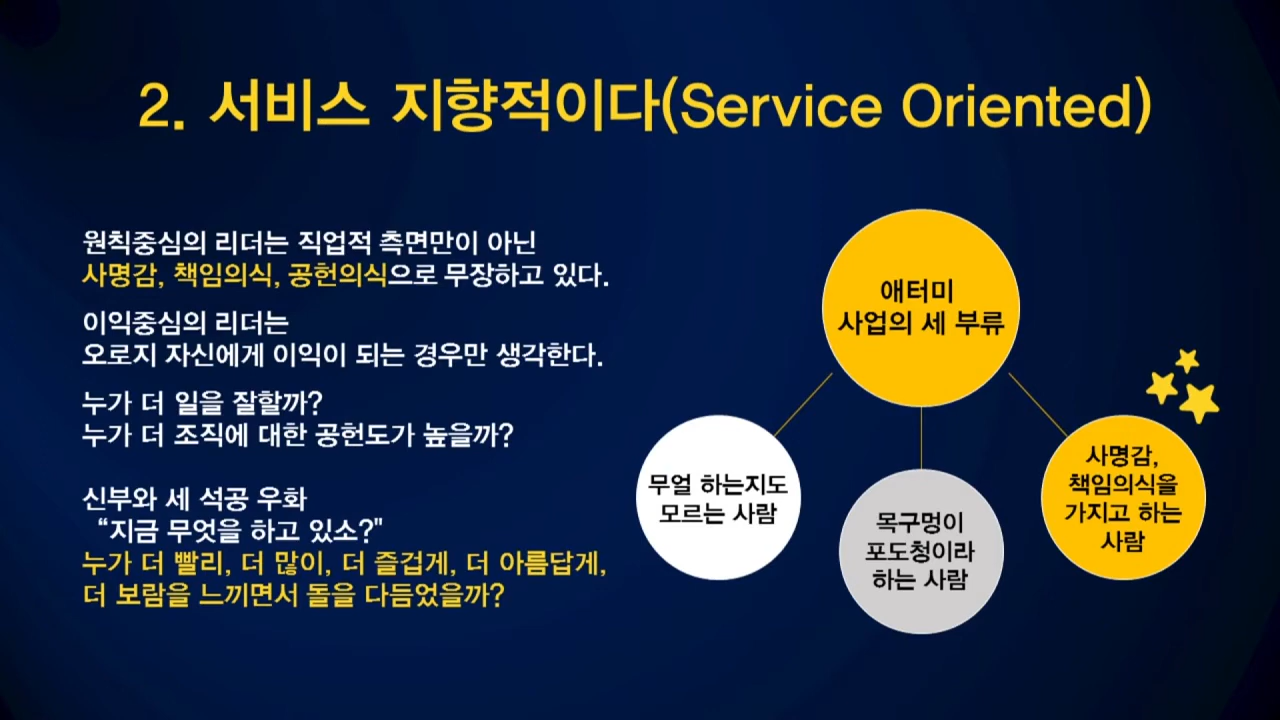 2. 서비스 지향적이다(Service Oriented)
원칙중심의 리더는 직업적 측면만이 아닌
사명감, 책임의식, 공헌의식으로 무장하고 있다.
이익중심의 리더는
오로지 자신에게 이익이 되는 경우만 생각한다.
누가 더 일을 잘할까?
누가 더 조직에 대한 공헌도가 높을까?
신부와 세 석공 우화
“지금 무엇을 하고 있소?"
누가 더 빨리, 더 많이, 더 즐겁게, 더 아름답게,
더 보람을 느끼면서 돌을 다듬었을까?
애터미
사업의 세 부류
무얼 하는지도
모르는 사람
목구멍이
포도청이라
하는 사람
사명감,
책임의식을
가지고 하는
사람